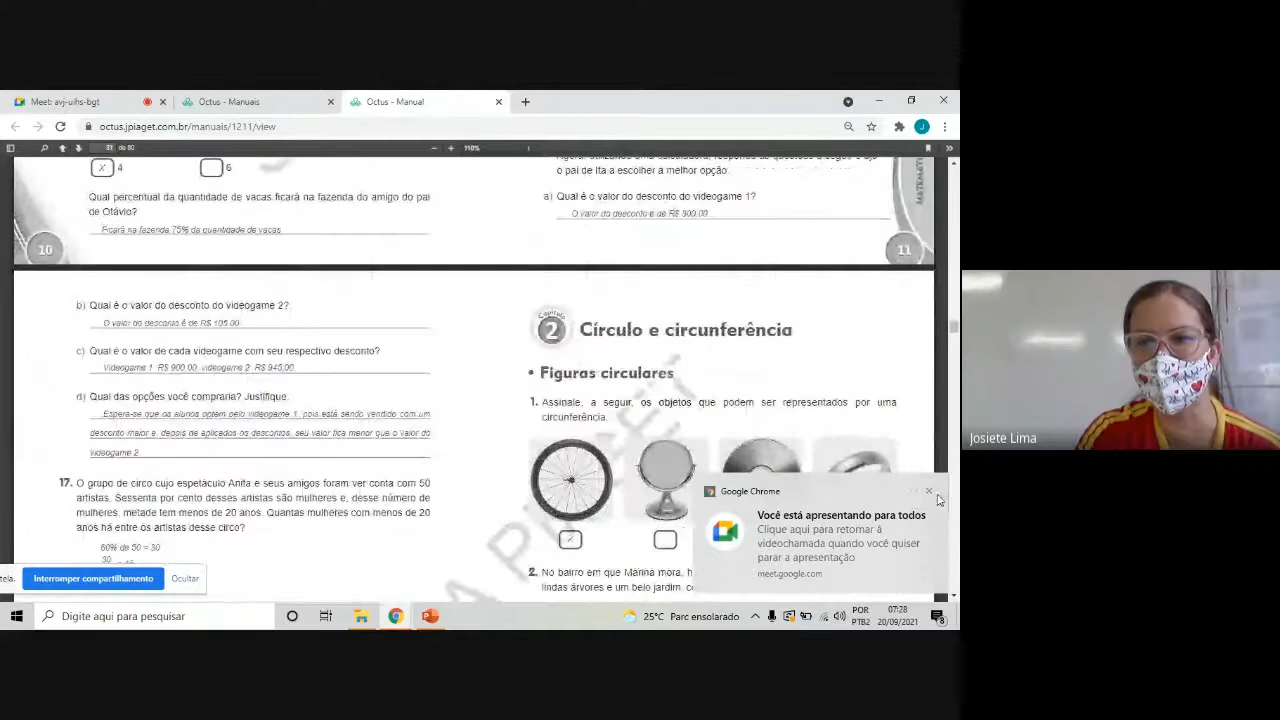 Meet: avj-uihs-bgt
Octus - Manuais
Octus - Manual
octus.jpiaget.com.br/manuais/1211/view
J
de 80
110%
x 4
6
Qual percentual da quantidade de vacas ficará na fazenda do amigo do pai
de Otávio?
Ficará na fazenda 75% da quantidade de vacas
10
o pai de Ita a escolher a melhor opção.
a) Qual é o valor do desconto do videogame 1?
O valor do desconto é de R$ 300,00
11
b) Qual é o valor do desconto do videogame 2?
O valor do desconto é de R$ 105,00
c) Qual é o valor de cada videogame com seu respectivo desconto?
Videogame 1 R$ 900,00, videogame 2 R$ 945,00.
d) Qual das opções você compraria? Justifique.
Espera-se que os alunos optem pelo videogame 1, pois está sendo vendido com um
desconto maior e, depois de aplicados os descontos, seu valor fica menor que o valor do
videogame 2
17. O grupo de circo cujo espetáculo Anita e seus amigos foram ver conta com 50
artistas. Sessenta por cento desses artistas são mulheres e, desse número de
mulheres, metade tem menos de 20 anos. Quantas mulheres com menos de 20
anos há entre os artistas desse circo?
60% de 50 = 30
30
Capítulo
2 Círculo e circunferência
• Figuras circulares
1. Assinale, a seguir, os objetos que podem ser representados por uma
circunferência.
x
2. No bairro em que Marina mora, h
lindas árvores e um belo jardim, c
Google Chrome
Você está apresentando para todos
Clique aqui para retornar à
videochamada quando você quiser
parar a apresentação
meet.google.com
tela.
Interromper compartilhamento
Ocultar
Digite aqui para pesquisar
25°C Parc ensolarado
POR
PTB2
07:28
20/09/2021
8
Josiete Lima